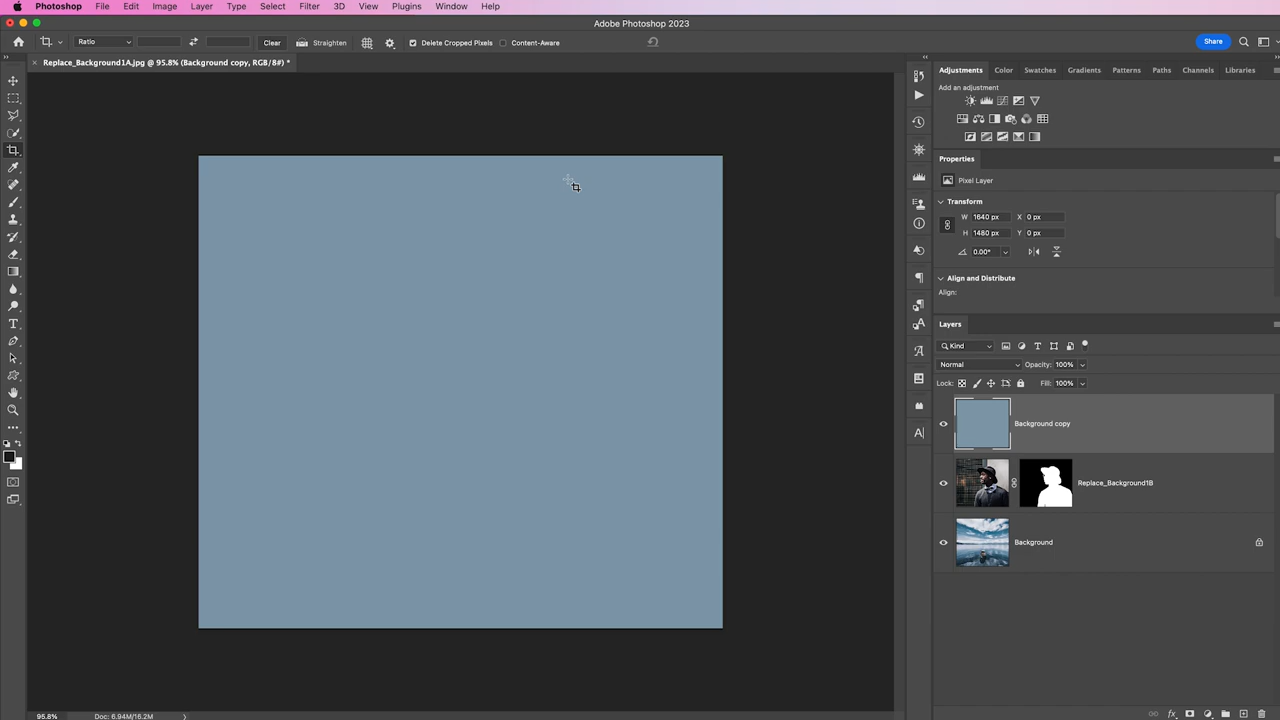 Photoshop File Edit Image Layer Type Select Filter 3D View Plugins Window Help
Adobe Photoshop 2023
Ratio Clear Straighten Delete Cropped Pixels Content-Aware Share
Replace_Background1A.jpg @ 95.8% (Background copy, RGB/8#) *
Adjustments Color Swatches Gradients Patterns Paths Channels Libraries
Add an adjustment
Properties
Pixel Layer
Transform
W 1640 px X 0 px
H 1480 px Y 0 px
0.00°
Align and Distribute
Align:
Layers
Kind
Normal Opacity: 100%
Lock: Fill: 100%
Background copy
Replace_Background1B
Background
95.8% Doc: 6.94M/16.2M